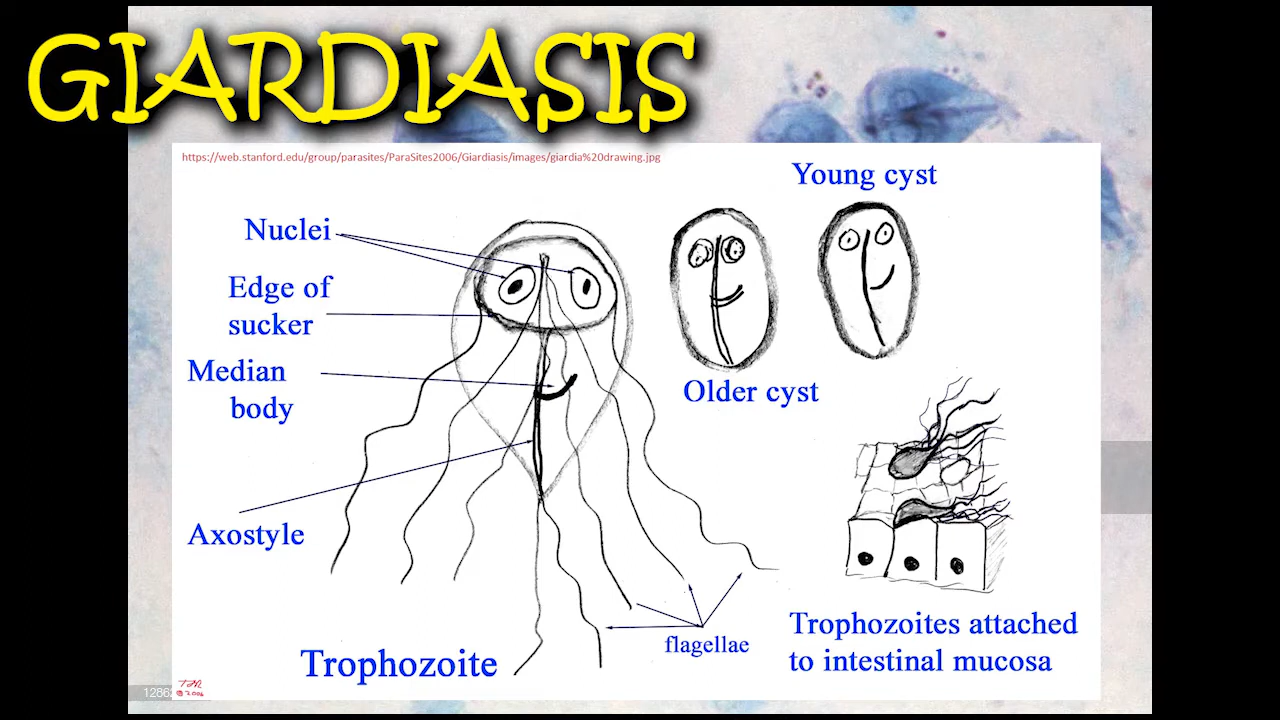 GIARDIASIS
https://web.stanford.edu/group/parasites/ParaSites2006/Giardiasis/images/giardia%20drawing.jpg
Young cyst
Nuclei
Edge of
sucker
Median
body
Older cyst
Axostyle
flagellae
Trophozoites attached
to intestinal mucosa
Trophozoite
©2006